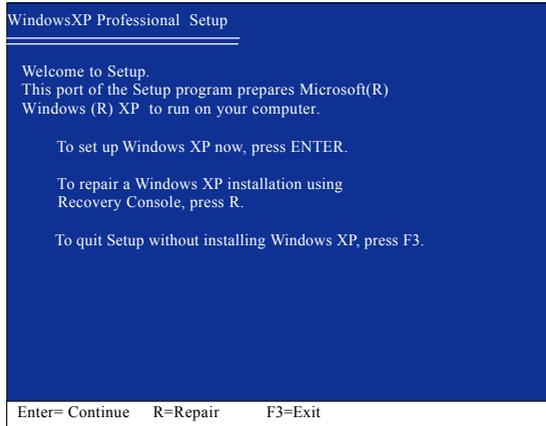 WindowsXP Professional  Setup
Welcome to Setup.
This port of the Setup program prepares Microsoft(R)
Windows (R) XP  to run on your computer.
To set up Windows XP now, press ENTER.
To repair a Windows XP installation using
Recovery Console, press R.
To quit Setup without installing Windows XP, press F3.
Enter= Continue    R=Repair    F3=Exit